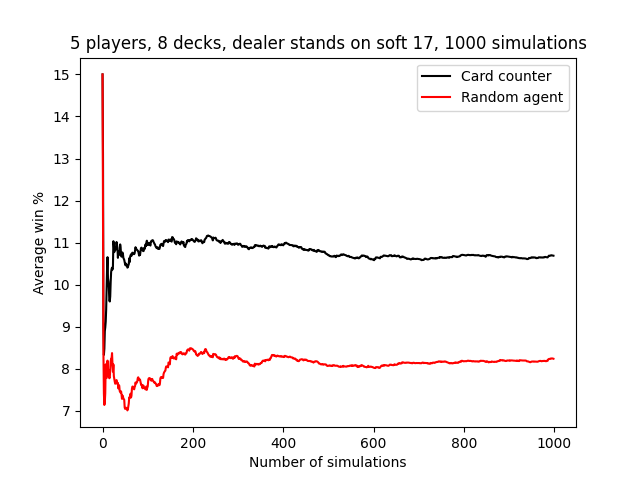 5 players, 8 decks, dealer stands on soft 17, 1000 simulations
Card counter
Random agent
Average win %
15
14
13
12
11
10
9
8
7
0 200 400 600 800 1000
Number of simulations